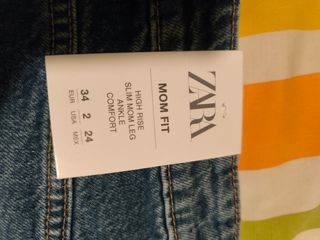 ZARA
MOM FIT
HIGH RISE
SLIM MOM LEG
ANKLE
COMFORT
34 2 24
EUR USA MEX